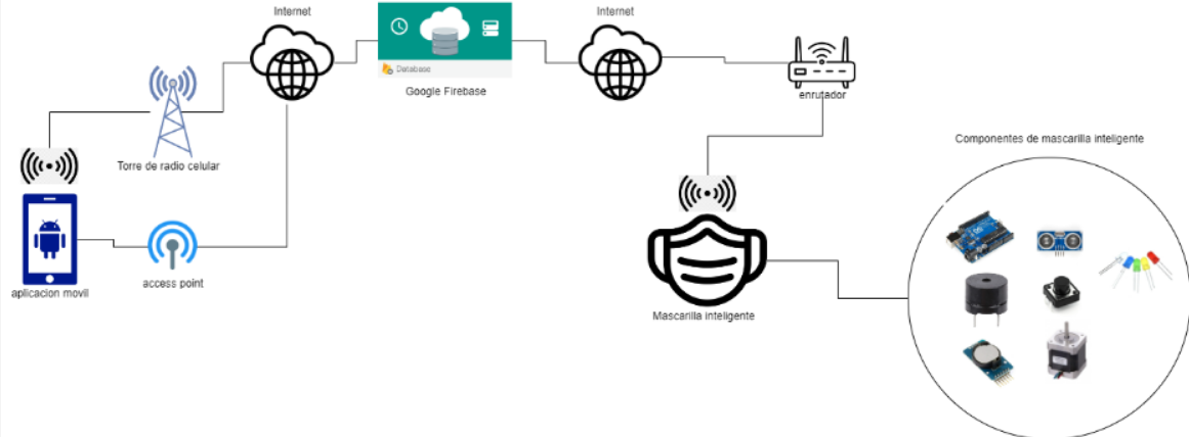 Internet
Internet
Database
Google Firebase
enrutador
Torre de radio celular
Componentes de mascarilla inteligente
aplicacion movil
access point
Mascarilla inteligente